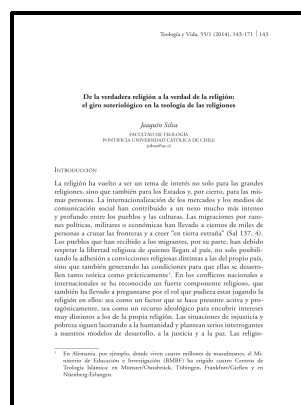 Teología y Vida, 55/1 (2014), 143-171 | 143
De la verdadera religión a la verdad de la religión:
el giro soteriológico en la teología de las religiones
Joaquín Silva
FACULTAD DE TEOLOGÍA
PONTIFICIA UNIVERSIDAD CATÓLICA DE CHILE
jsilvas@uc.cl
INTRODUCCIÓN
La religión ha vuelto a ser un tema de interés no solo para las grandes
religiones, sino que también para los Estados y, por cierto, para las mis-
mas personas. La internacionalización de los mercados y los medios de
comunicación social han contribuido a un nexo mucho más intenso
y profundo entre los pueblos y las culturas. Las migraciones por razo-
nes políticas, militares o económicas han llevado a cientos de miles de
personas a cruzar las fronteras y a creer "en tierra extraña" (Sal 137, 4).
Los pueblos que han recibido a los migrantes, por su parte, han debido
respetar la libertad religiosa de quienes llegan al país, no solo posibili-
tando la adhesión a convicciones religiosas distintas a las del propio país,
sino que también generando las condiciones para que ellas se desarro-
llen tanto teórica como prácticamente¹. En los conflictos nacionales e
internacionales se ha reconocido un fuerte componente religioso, que
también ha llevado a preguntarse por el rol que pudiera estar jugando la
religión en ellos: sea como un factor que se hace presente activa y pro-
tagónicamente, sea como un recurso ideológico para encubrir intereses
muy distintos a los de la propia religión. Las situaciones de injusticia y
pobreza siguen lacerando a la humanidad y plantean serios interrogantes
a nuestros modelos de desarrollo, a la justicia y a la paz. Las religio-
¹ En Alemania, por ejemplo, donde viven cuatro millones de musulmanes, el Mi-
nisterio de Educación e Investigación (BMBF) ha erigido cuatro Centros de
Teología Islámica: en Münster/Osnabrück, Tübingen, Frankfurt/Gießen y en
Nürnberg-Erlangen.